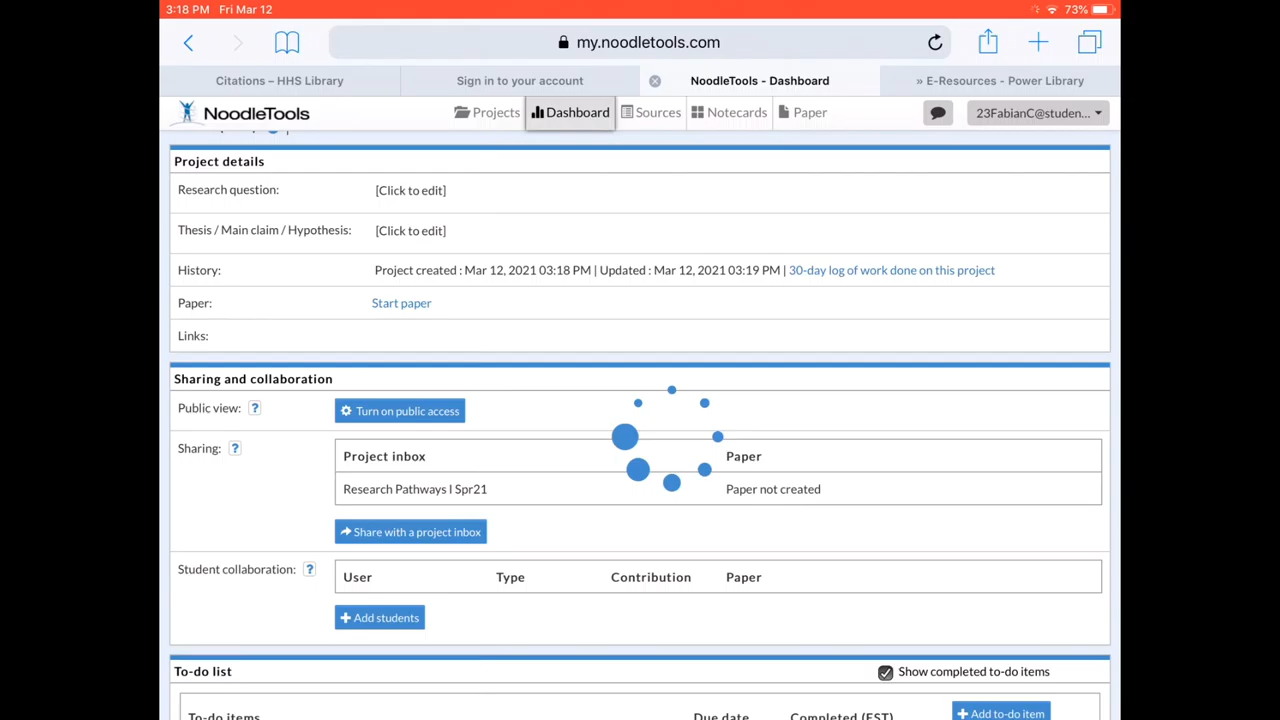 3:18 PM Fri Mar 12 73%
my.noodletools.com
Citations – HHS Library Sign in to your account NoodleTools - Dashboard » E-Resources - Power Library
NoodleTools Projects Dashboard Sources Notecards Paper 23FabianC@studen...
Project details
Research question: [Click to edit]
Thesis / Main claim / Hypothesis: [Click to edit]
History: Project created : Mar 12, 2021 03:18 PM | Updated : Mar 12, 2021 03:19 PM | 30-day log of work done on this project
Paper: Start paper
Links:
Sharing and collaboration
Public view: ? Turn on public access
Sharing: ? Project inbox Paper
Research Pathways I Spr21 Paper not created
Share with a project inbox
Student collaboration: ? User Type Contribution Paper
Add students
To-do list Show completed to-do items
To-do items Due date Completed (EST) Add to-do item